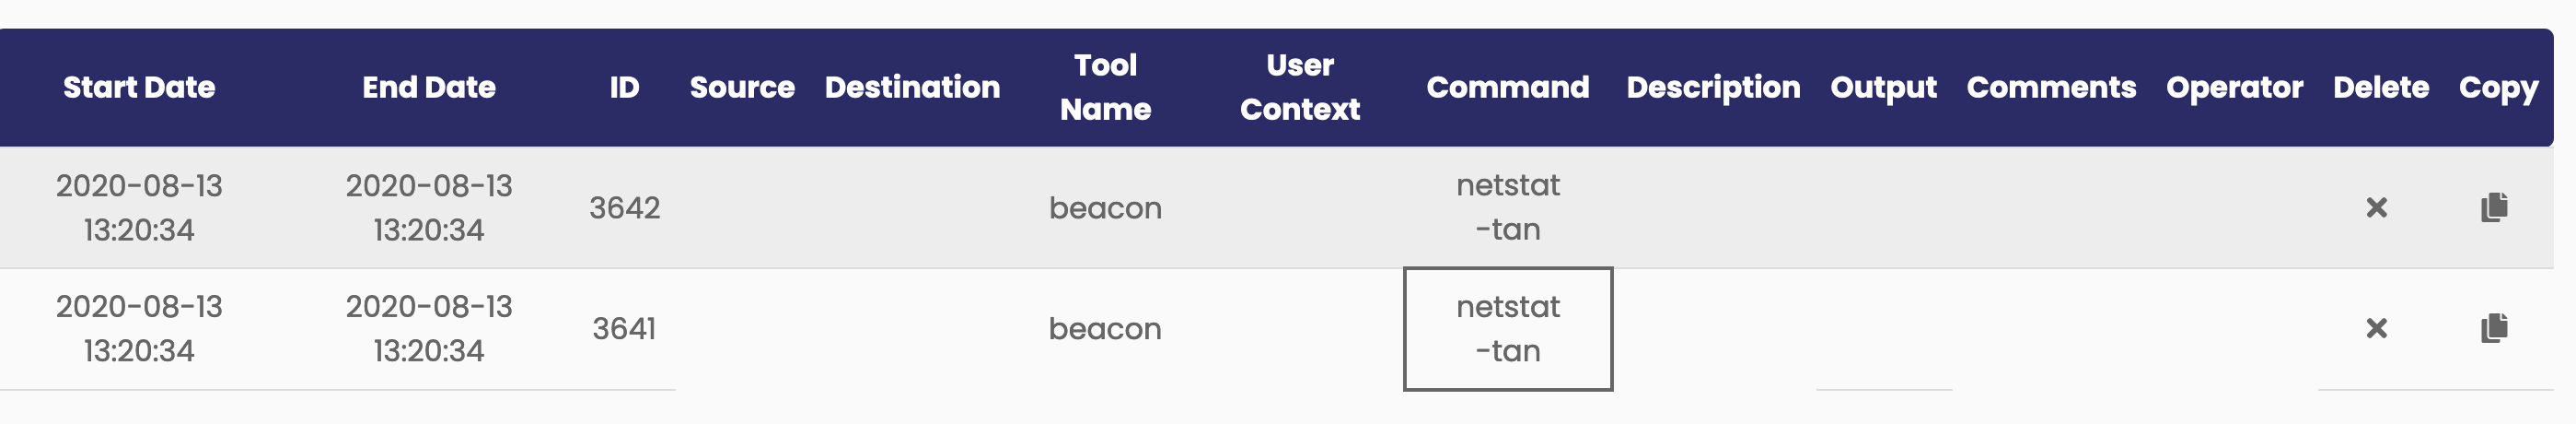 Start Date End Date ID Source Destination Tool Name User Context Command Description Output Comments Operator Delete Copy
2020-08-13 13:20:34 2020-08-13 13:20:34 3642 beacon netstat -tan
2020-08-13 13:20:34 2020-08-13 13:20:34 3641 beacon netstat -tan